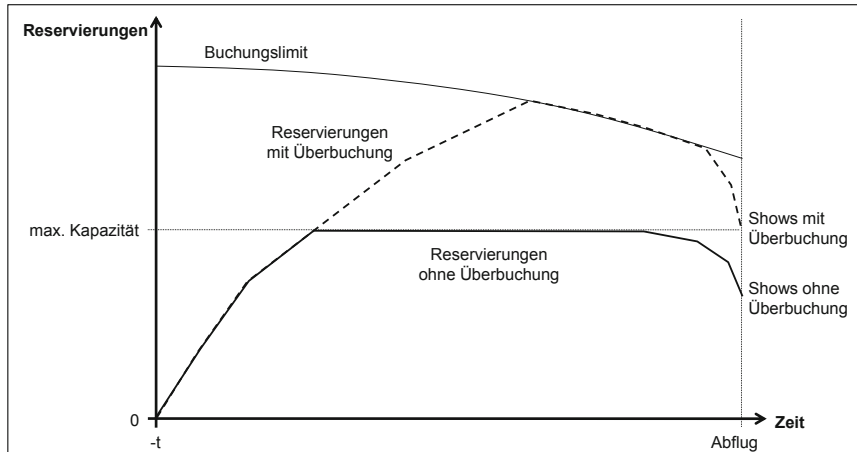 Reservierungen
Buchungslimit
Reservierungen
mit Überbuchung
max. Kapazität
Reservierungen
ohne Überbuchung
Shows mit
Überbuchung
Shows ohne
Überbuchung
0
Zeit
-t
Abflug